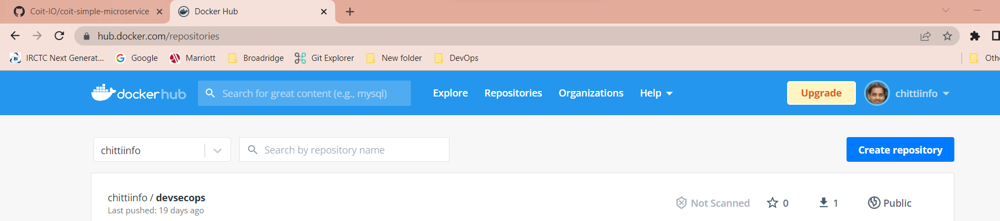 Coit-IO/coit-simple-microservice
Docker Hub
hub.docker.com/repositories
IRCTC Next Generat... Google Marriott Broadridge Git Explorer New folder DevOps Othe
docker hub Search for great content (e.g., mysql) Explore Repositories Organizations Help Upgrade chittiinfo
chittiinfo Search by repository name Create repository
chittiinfo / devsecops Not Scanned 0 1 Public
Last pushed: 19 days ago